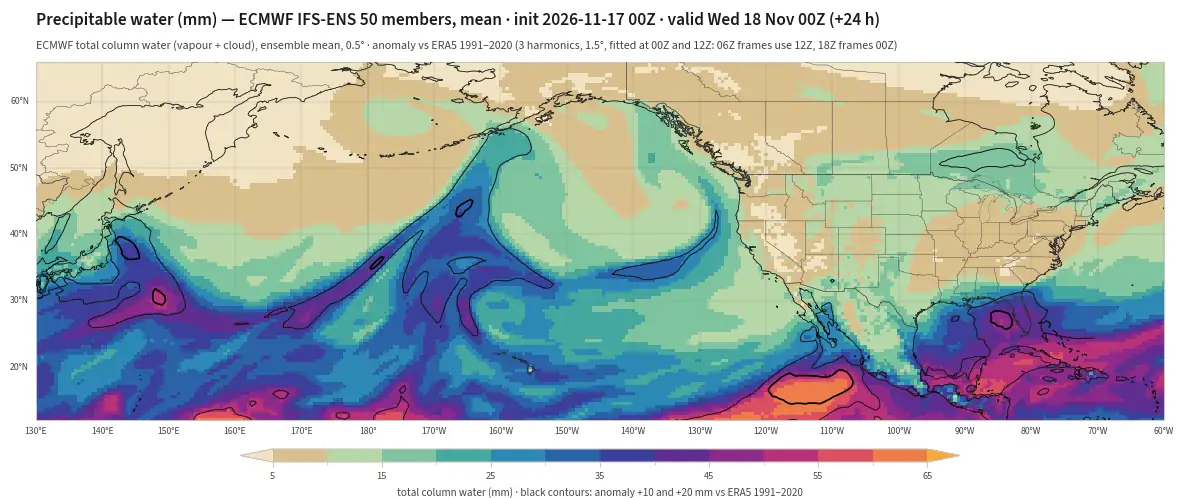 Precipitable water (mm) — ECMWF IFS-ENS 50 members, mean · init 2026-11-17 00Z · valid Wed 18 Nov 00Z (+24 h)
ECMWF total column water (vapour + cloud), ensemble mean, 0.5° · anomaly vs ERA5 1991–2020 (3 harmonics, 1.5°, fitted at 00Z and 12Z: 06Z frames use 12Z, 18Z frames 00Z)
60°N
50°N
40°N
30°N
20°N
130°E 140°E 150°E 160°E 170°E 180° 170°W 160°W 150°W 140°W 130°W 120°W 110°W 100°W 90°W 80°W 70°W 60°W
5 15 25 35 45 55 65
total column water (mm) · black contours: anomaly +10 and +20 mm vs ERA5 1991–2020